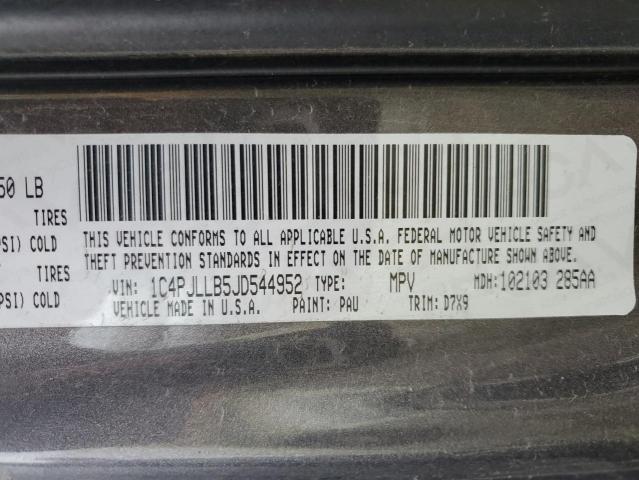 50 LB
TIRES
PSI) COLD
TIRES
PSI) COLD
THIS VEHICLE CONFORMS TO ALL APPLICABLE U.S.A. FEDERAL MOTOR VEHICLE SAFETY AND
THEFT PREVENTION STANDARDS IN EFFECT ON THE DATE OF MANUFACTURE SHOWN ABOVE.
VIN: 1C4PJLLB5JD544952 TYPE: MPV MDH:102103 285AA
VEHICLE MADE IN U.S.A. PAINT: PAU TRIM: D7X9